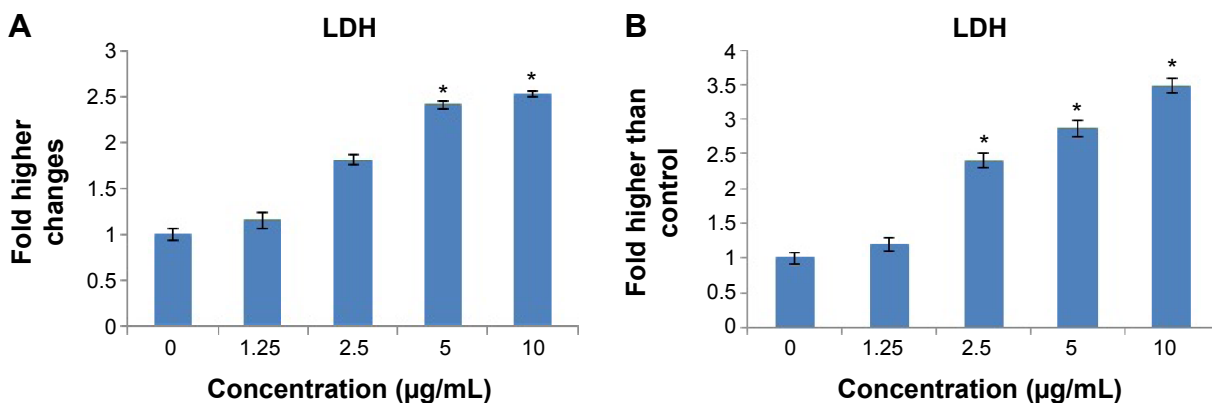 A
LDH
Fold higher
changes
3
2.5
2
1.5
1
0.5
0
*
*
0 1.25 2.5 5 10
Concentration (µg/mL)
B
LDH
Fold higher than
control
4
3.5
3
2.5
2
1.5
1
0.5
0
*
*
*
0 1.25 2.5 5 10
Concentration (µg/mL)